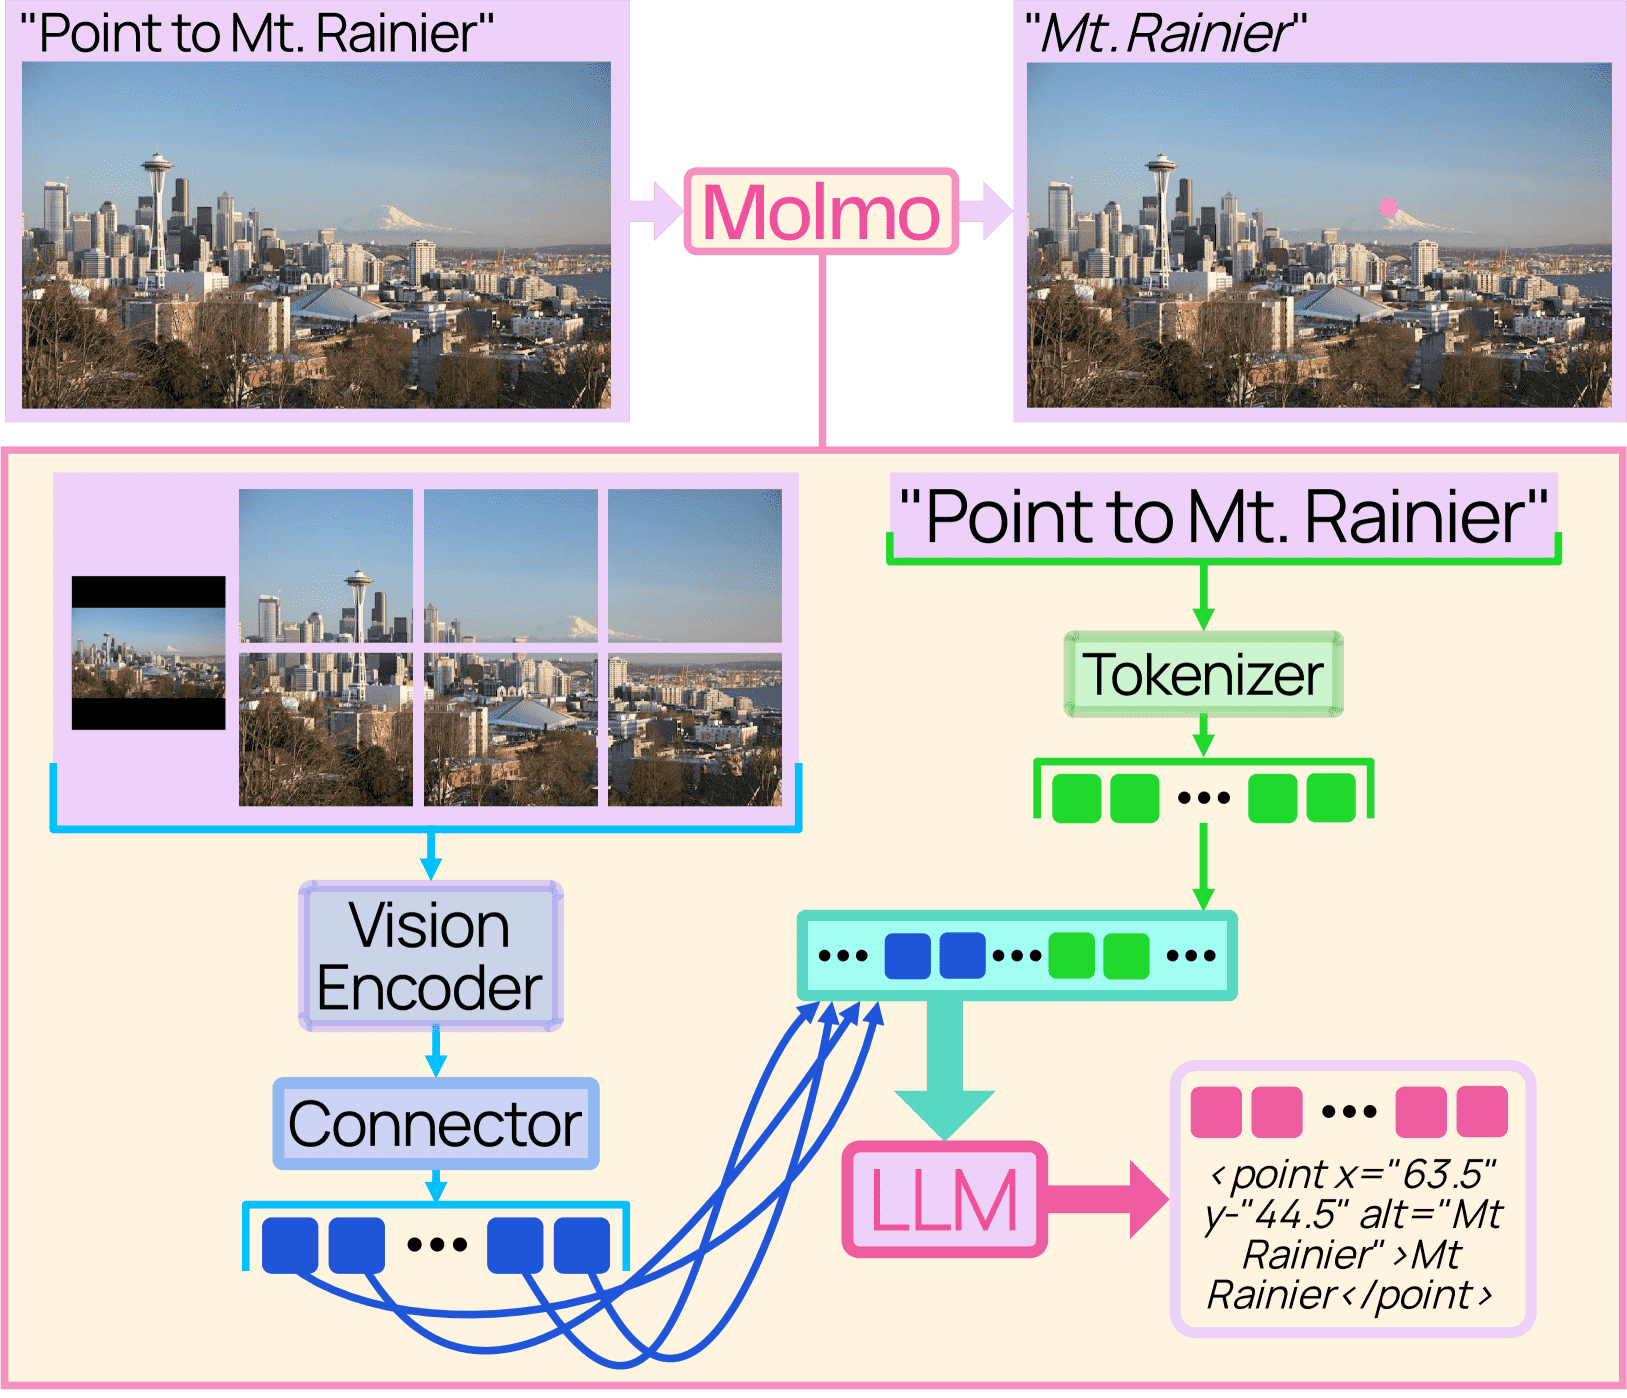 "Point to Mt. Rainier"
"Mt. Rainier"
Molmo
"Point to Mt. Rainier"
Tokenizer
Vision
Encoder
Connector
LLM
<point x="63.5"
y-"44.5" alt="Mt
Rainier">Mt
Rainier</point>